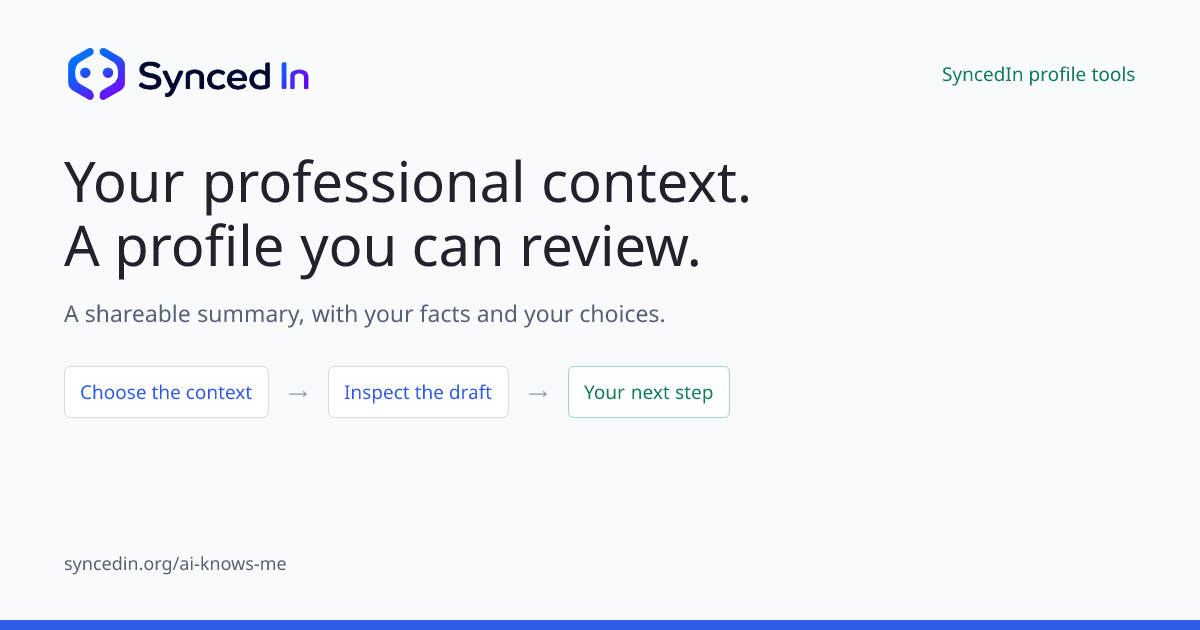 Synced In
SyncedIn profile tools
Your professional context.
A profile you can review.
A shareable summary, with your facts and your choices.
Choose the context → Inspect the draft → Your next step
syncedin.org/ai-knows-me